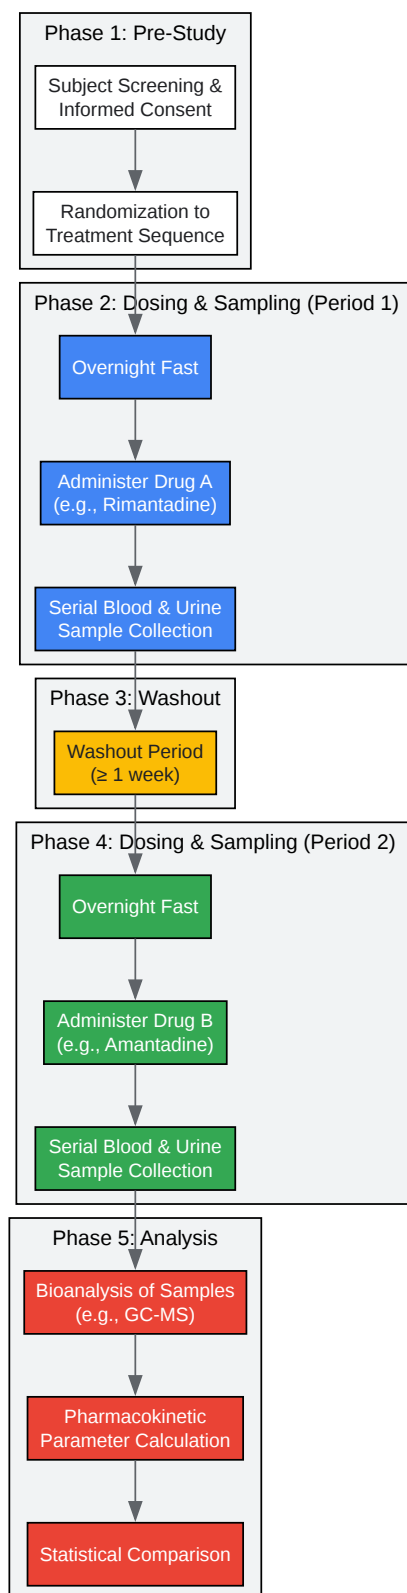 Phase 1: Pre-Study
Subject Screening &
Informed Consent
Randomization to
Treatment Sequence
Phase 2: Dosing & Sampling (Period 1)
Overnight Fast
Administer Drug A
(e.g., Rimantadine)
Serial Blood & Urine
Sample Collection
Phase 3: Washout
Washout Period
(≥ 1 week)
Phase 4: Dosing & Sampling (Period 2)
Overnight Fast
Administer Drug B
(e.g., Amantadine)
Serial Blood & Urine
Sample Collection
Phase 5: Analysis
Bioanalysis of Samples
(e.g., GC-MS)
Pharmacokinetic
Parameter Calculation
Statistical Comparison